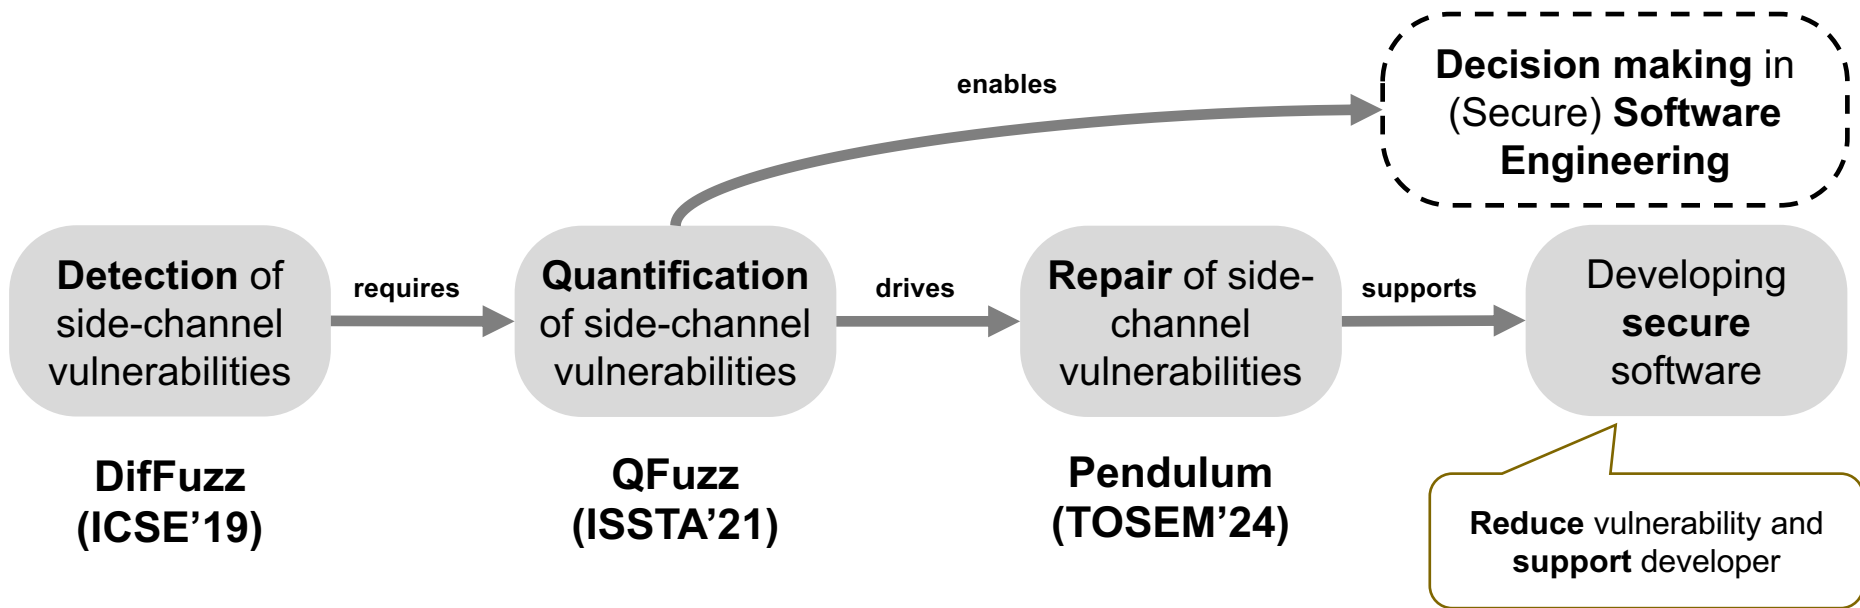 enables
Decision making in
(Secure) Software
Engineering
Detection of
side-channel
vulnerabilities
requires
Quantification
of side-channel
vulnerabilities
drives
Repair of side-
channel
vulnerabilities
supports
Developing
secure
software
DifFuzz
(ICSE’19)
QFuzz
(ISSTA’21)
Pendulum
(TOSEM’24)
Reduce vulnerability and
support developer